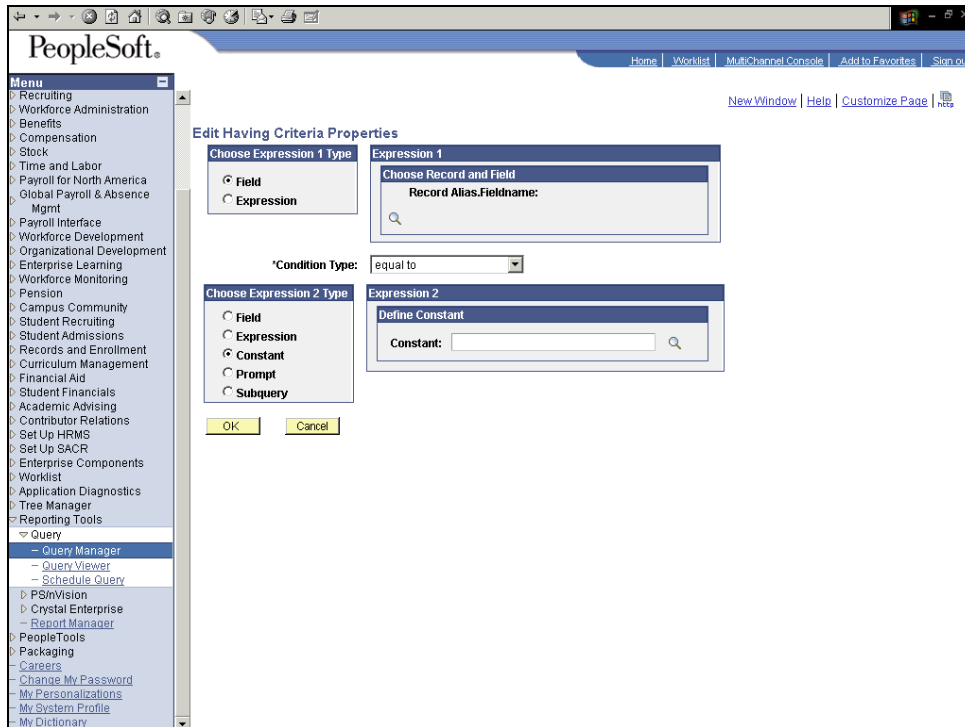 PeopleSoft.
Home
Worklist
MultiChannel Console
Add to Favorites
Sign ou
New Window
Help
Customize Page
http
Menu
Recruiting
Workforce Administration
Benefits
Compensation
Stock
Time and Labor
Payroll for North America
Global Payroll & Absence
Mgmt
Payroll Interface
Workforce Development
Organizational Development
Enterprise Learning
Workforce Monitoring
Pension
Campus Community
Student Recruiting
Student Admissions
Records and Enrollment
Curriculum Management
Financial Aid
Student Financials
Academic Advising
Contributor Relations
Set Up HRMS
Set Up SACR
Enterprise Components
Worklist
Application Diagnostics
Tree Manager
Reporting Tools
Query
Query Manager
Query Viewer
Schedule Query
PS/nVision
Crystal Enterprise
Report Manager
PeopleTools
Packaging
Careers
Change My Password
My Personalizations
My System Profile
My Dictionary
Edit Having Criteria Properties
Choose Expression 1 Type
Field
Expression
Expression 1
Choose Record and Field
Record Alias.Fieldname:
*Condition Type:
equal to
Choose Expression 2 Type
Field
Expression
Constant
Prompt
Subquery
Expression 2
Define Constant
Constant:
OK
Cancel